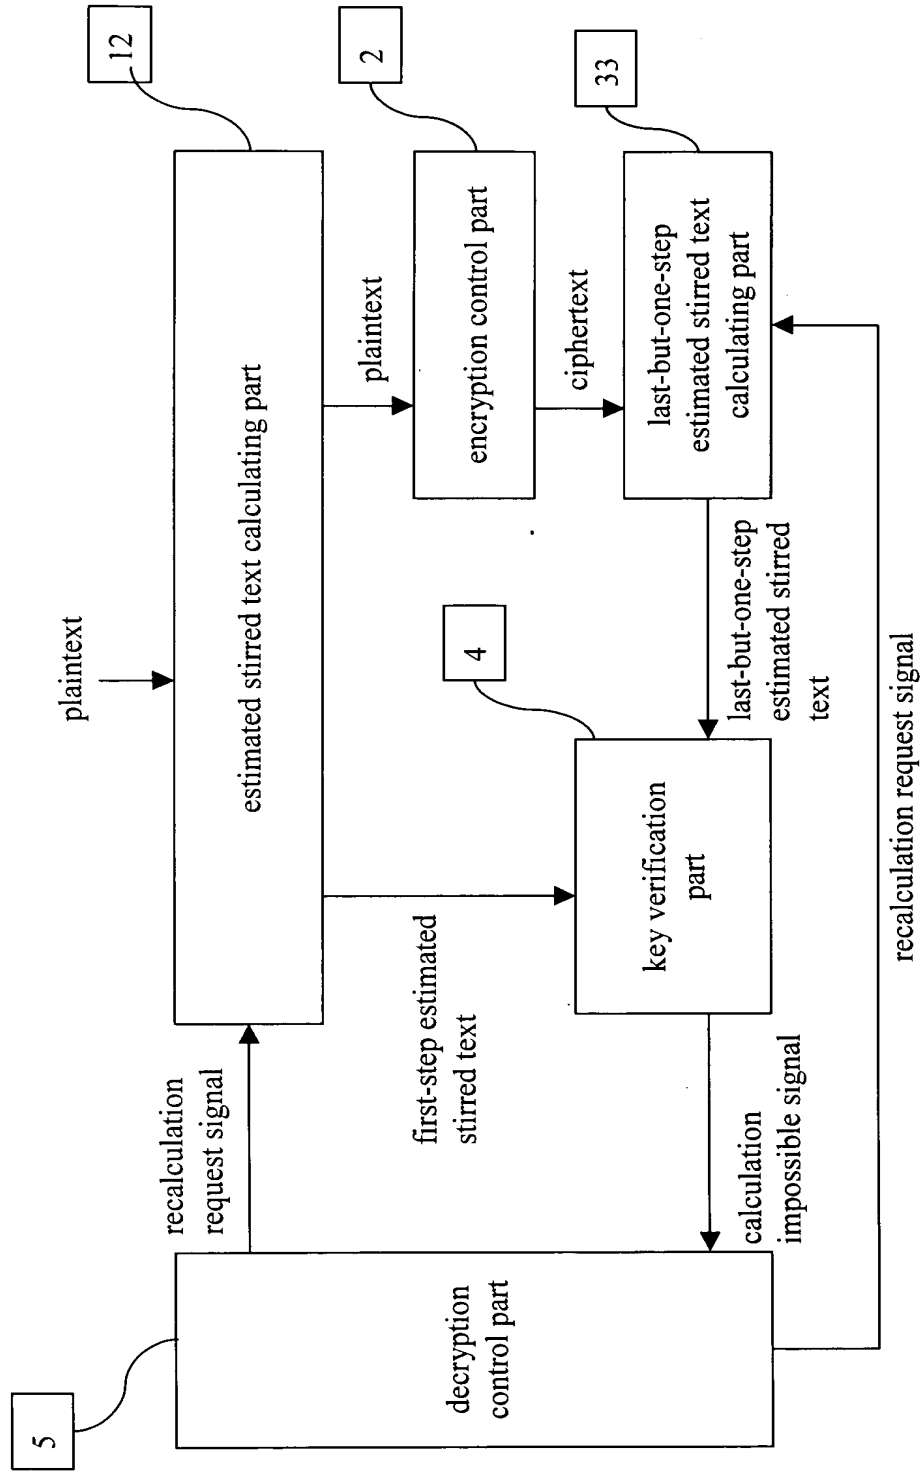 5
decryption
control part
recalculation
request signal
12
plaintext
estimated stirred text calculating part
first-step estimated
stirred text
plaintext
2
encryption control part
ciphertext
4
key verification
part
33
last-but-one-step
estimated stirred text
calculating part
last-but-one-step
estimated stirred
text
calculation
impossible signal
recalculation request signal